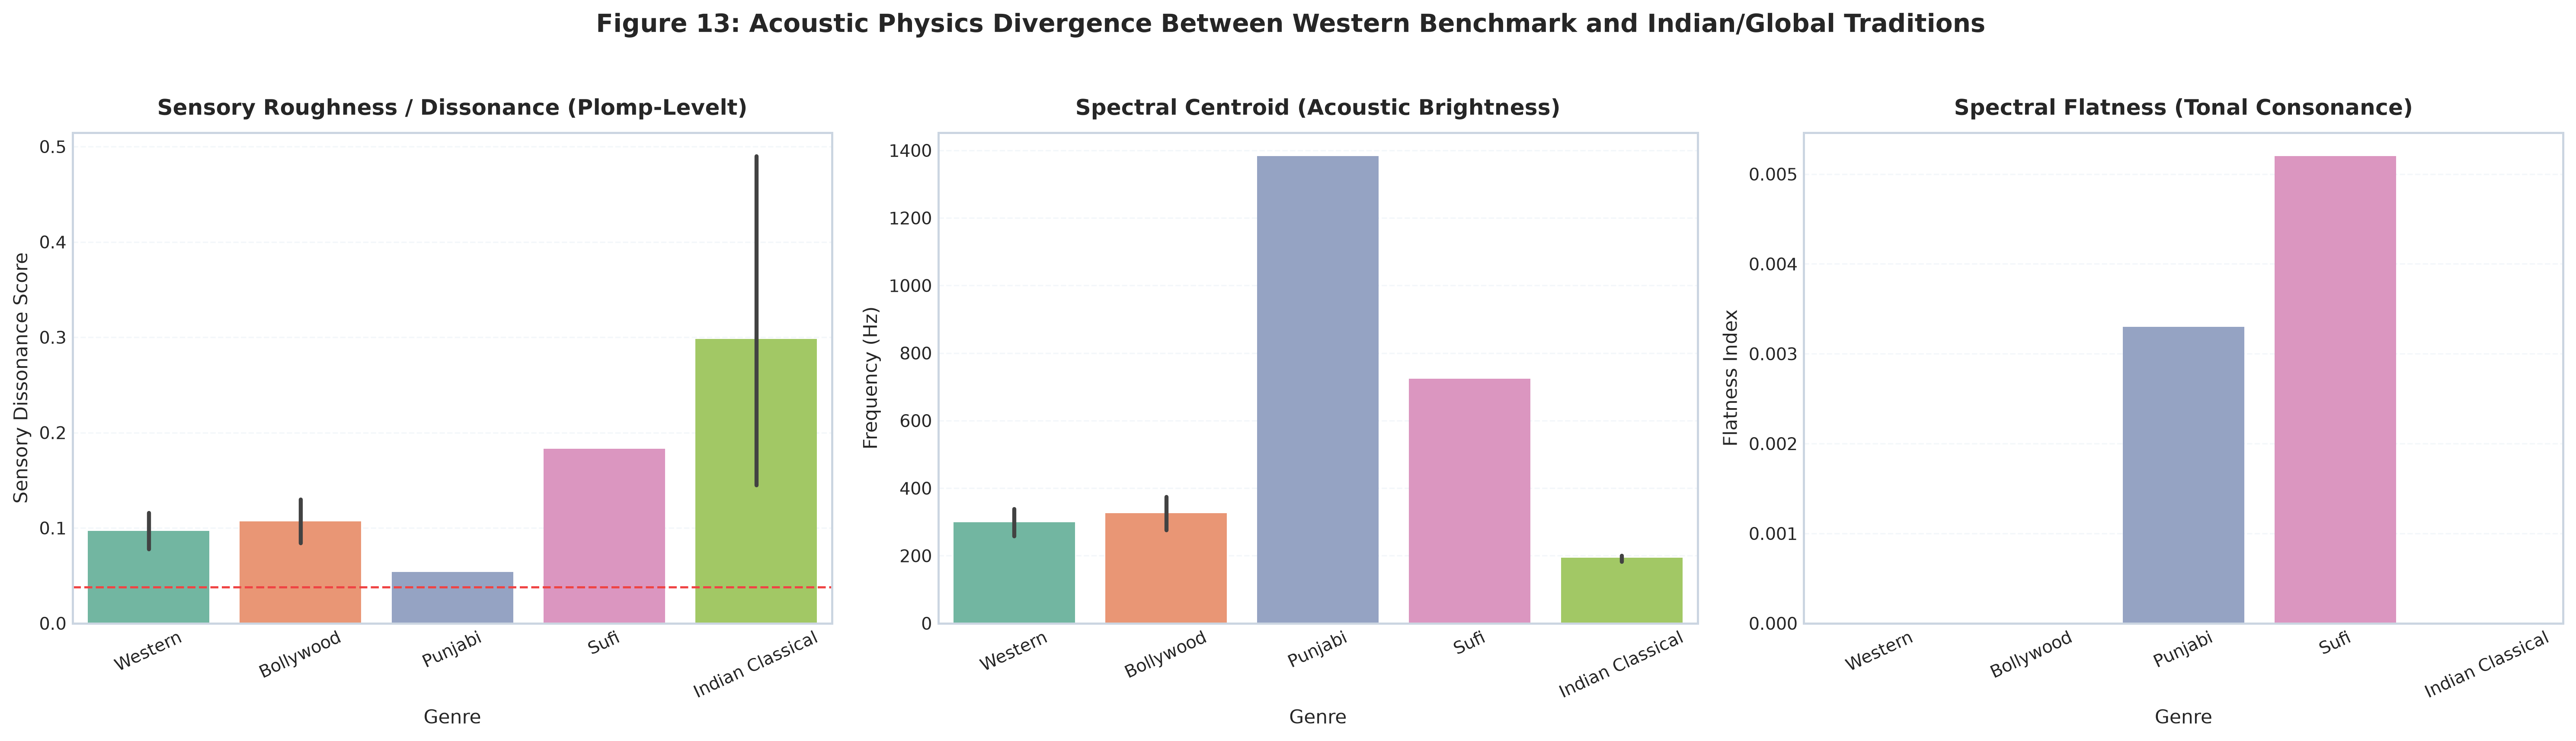 Figure 13: Acoustic Physics Divergence Between Western Benchmark and Indian/Global Traditions
Sensory Roughness / Dissonance (Plomp-Levelt)
Sensory Dissonance Score
0.5
0.4
0.3
0.2
0.1
0.0
Western
Bollywood
Punjabi
Sufi
Indian Classical
Genre
Spectral Centroid (Acoustic Brightness)
Frequency (Hz)
1400
1200
1000
800
600
400
200
0
Western
Bollywood
Punjabi
Sufi
Indian Classical
Genre
Spectral Flatness (Tonal Consonance)
Flatness Index
0.005
0.004
0.003
0.002
0.001
0.000
Western
Bollywood
Punjabi
Sufi
Indian Classical
Genre